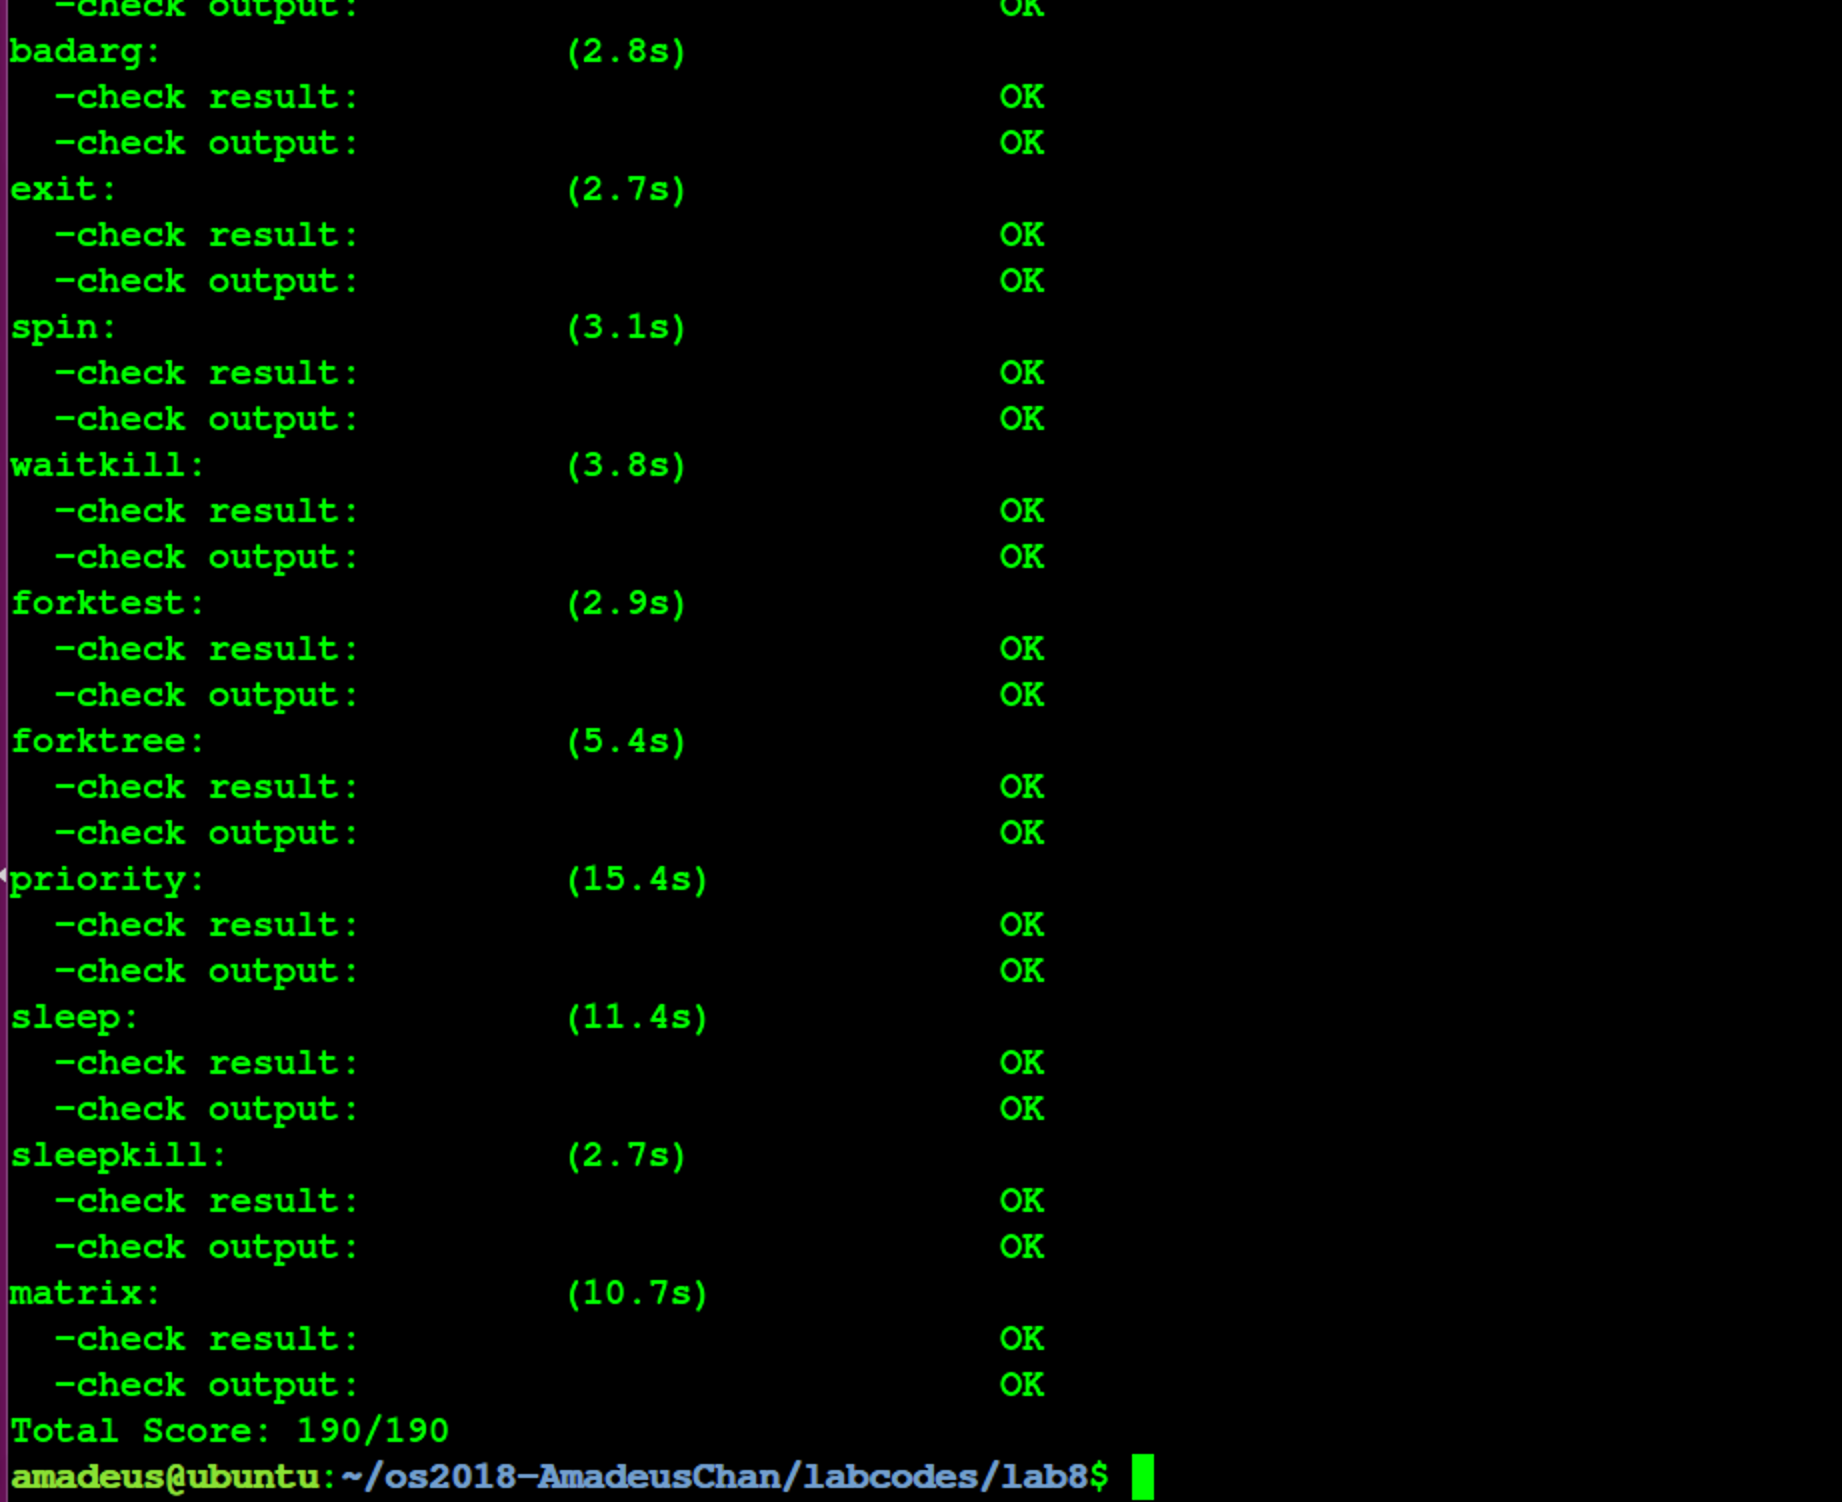 -check output: OK
badarg: (2.8s)
-check result: OK
-check output: OK
exit: (2.7s)
-check result: OK
-check output: OK
spin: (3.1s)
-check result: OK
-check output: OK
waitkill: (3.8s)
-check result: OK
-check output: OK
forktest: (2.9s)
-check result: OK
-check output: OK
forktree: (5.4s)
-check result: OK
-check output: OK
priority: (15.4s)
-check result: OK
-check output: OK
sleep: (11.4s)
-check result: OK
-check output: OK
sleepkill: (2.7s)
-check result: OK
-check output: OK
matrix: (10.7s)
-check result: OK
-check output: OK
Total Score: 190/190
amadeus@ubuntu:~/os2018-AmadeusChan/labcodes/lab8$